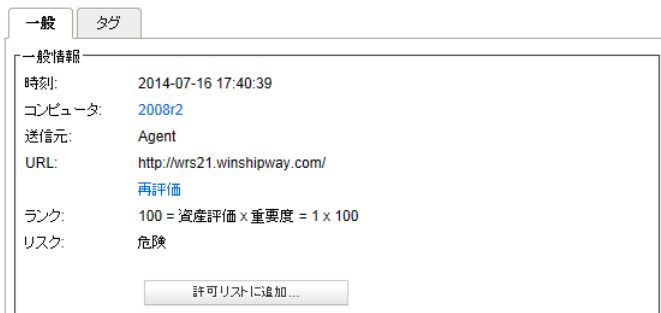 一般 タグ
一般情報
時刻: 2014-07-16 17:40:39
コンピュータ: 2008r2
送信元: Agent
URL: http://wrs21.winshipway.com/
再評価
ランク: 100 = 資産評価 x 重要度 = 1 x 100
リスク: 危険
許可リストに追加...